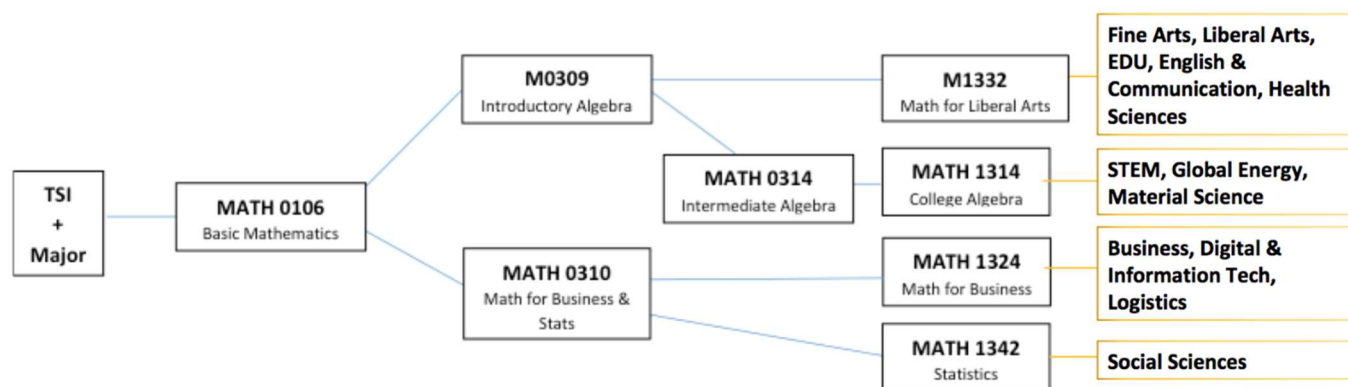 TSI
+
Major
MATH 0106
Basic Mathematics
M0309
Introductory Algebra
MATH 0310
Math for Business &
Stats
MATH 0314
Intermediate Algebra
M1332
Math for Liberal Arts
MATH 1314
College Algebra
MATH 1324
Math for Business
MATH 1342
Statistics
Fine Arts, Liberal Arts,
EDU, English &
Communication, Health
Sciences
STEM, Global Energy,
Material Science
Business, Digital &
Information Tech,
Logistics
Social Sciences